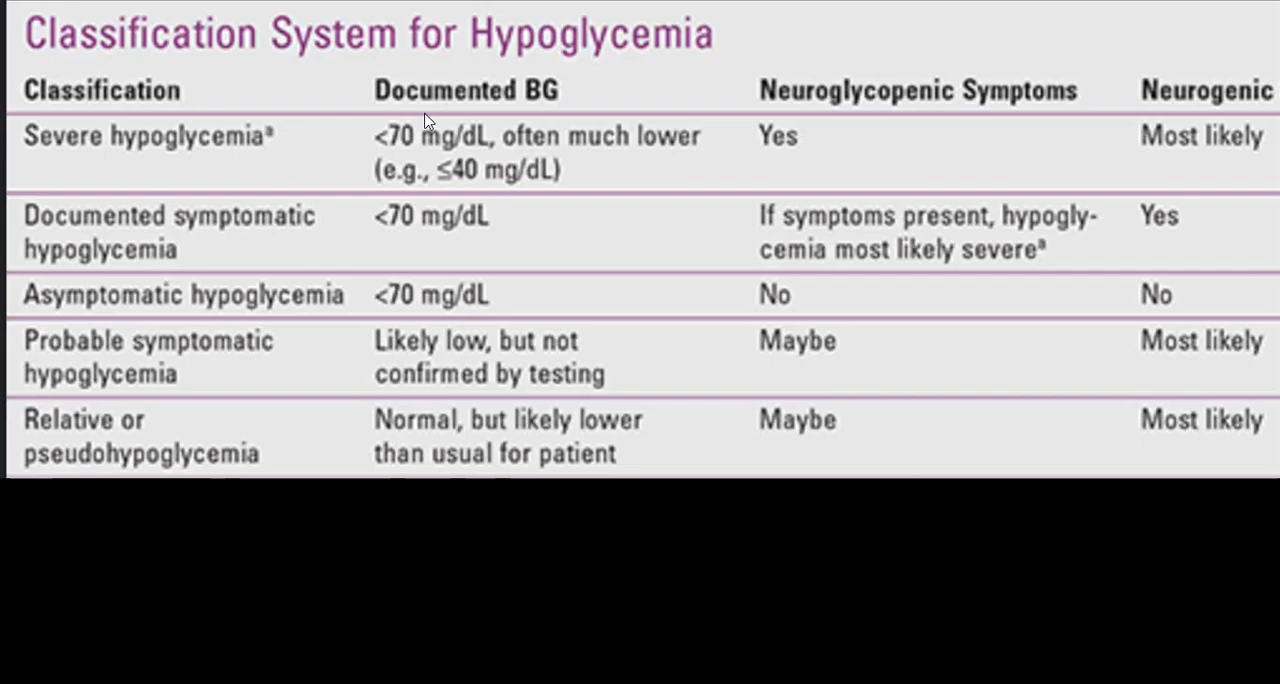 Classification System for Hypoglycemia
Classification Documented BG Neuroglycopenic Symptoms Neurogenic
Severe hypoglycemiaª <70 mg/dL, often much lower Yes Most likely
(e.g., ≤40 mg/dL)
Documented symptomatic <70 mg/dL If symptoms present, hypogly- Yes
hypoglycemia cemia most likely severeª
Asymptomatic hypoglycemia <70 mg/dL No No
Probable symptomatic Likely low, but not Maybe Most likely
hypoglycemia confirmed by testing
Relative or Normal, but likely lower Maybe Most likely
pseudohypoglycemia than usual for patient